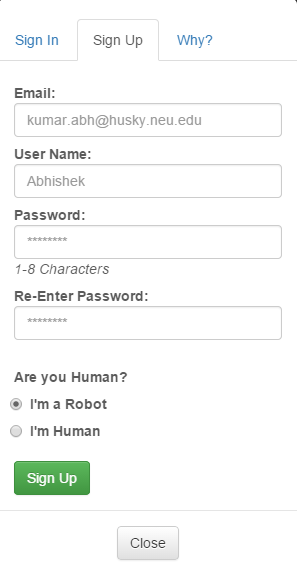 Sign In Sign Up Why?
Email:
kumar.abh@husky.neu.edu
User Name:
Abhishek
Password:
********
1-8 Characters
Re-Enter Password:
********
Are you Human?
I'm a Robot
I'm Human
Sign Up
Close